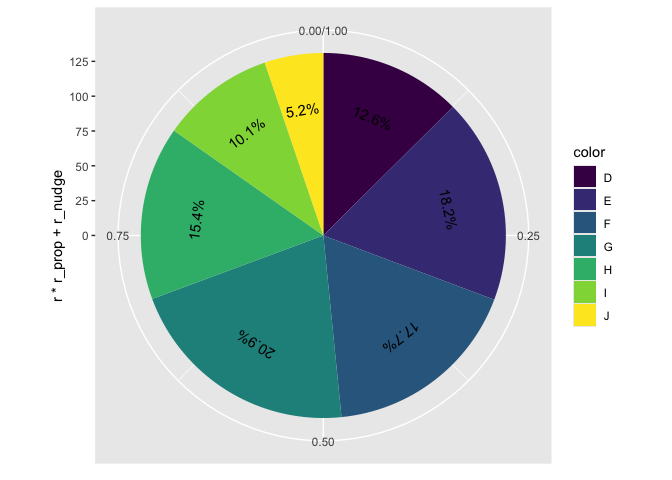 0.00/1.00
125
100
75
50
25
0
r * r_prop + r_nudge
0.75
0.25
0.50
5.2%
12.6%
10.1%
18.2%
15.4%
17.7%
20.9%
color
D
E
F
G
H
I
J